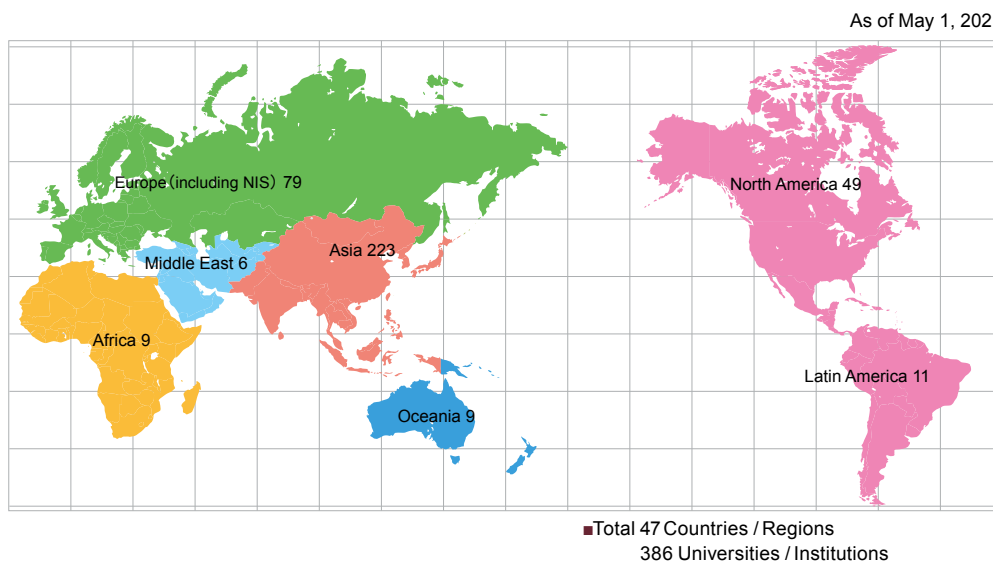 As of May 1, 202
Europe（including NIS）79
North America 49
Asia 223
Middle East 6
Africa 9
Latin America 11
Oceania 9
■Total 47 Countries / Regions
386 Universities / Institutions